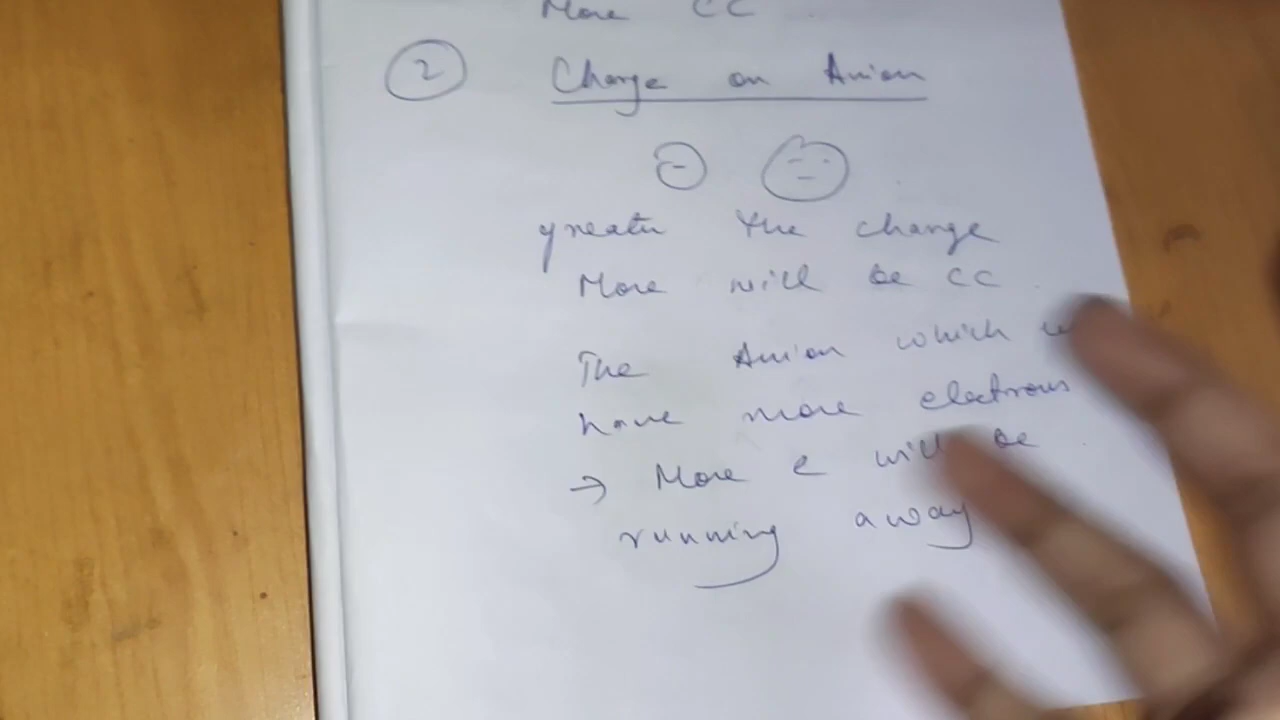 More CC
2 Charge on Anion
greater the charge
More will be CC
The Anion which
have more electrons
→ More e will be
running away